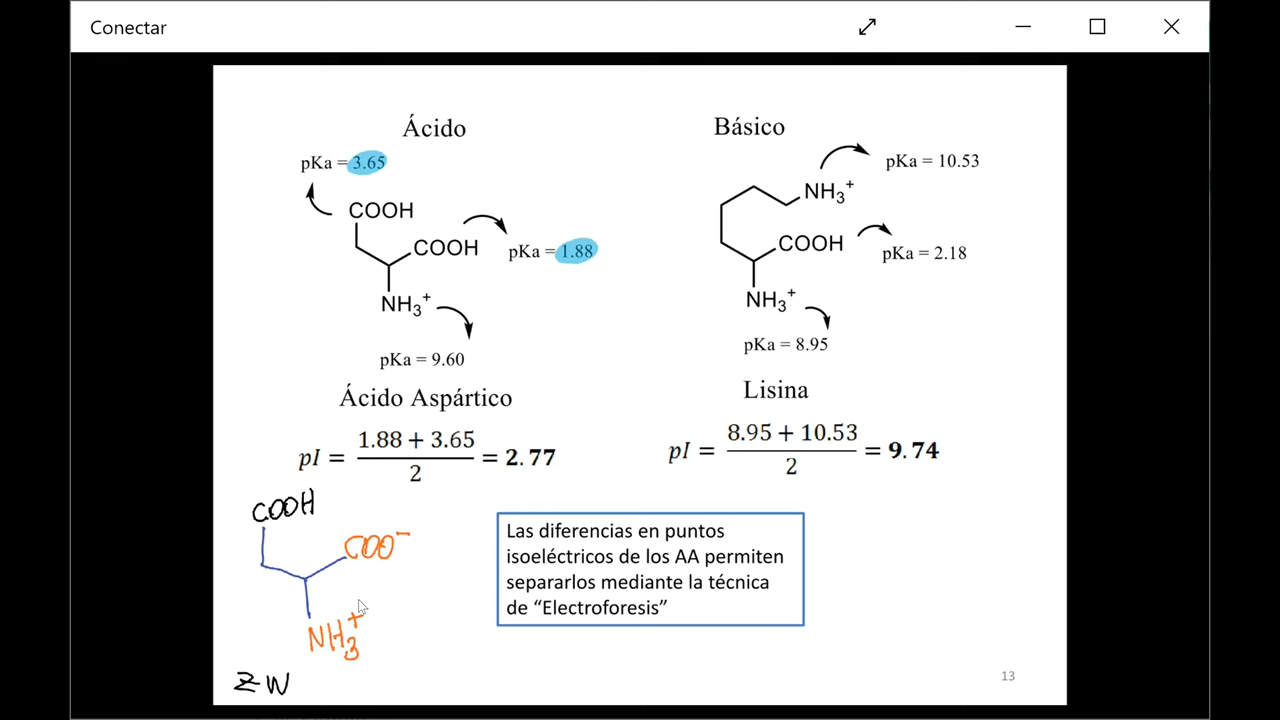 Conectar
Ácido
pKa = 3.65
COOH
COOH
pKa = 1.88
NH₃⁺
pKa = 9.60
Ácido Aspártico
pI = (1.88 + 3.65) / 2 = 2.77
Básico
pKa = 10.53
NH₃⁺
COOH
pKa = 2.18
NH₃⁺
pKa = 8.95
Lisina
pI = (8.95 + 10.53) / 2 = 9.74
COOH
COO⁻
NH₃⁺
ZW
Las diferencias en puntos
isoeléctricos de los AA permiten
separarlos mediante la técnica
de “Electroforesis”
13